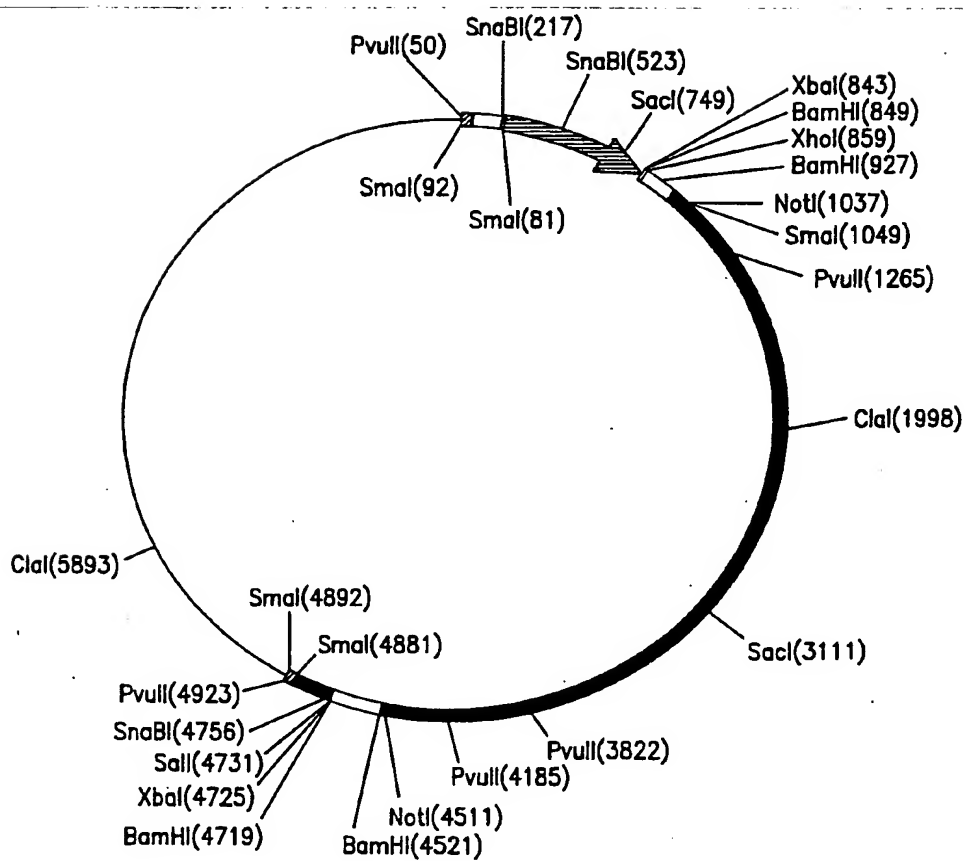 SnaBI(217)
PvuII(50)
SnaBI(523)
SacI(749)
XbaI(843)
BamHI(849)
XhoI(859)
BamHI(927)
SmaI(92)
SmaI(81)
NotI(1037)
SmaI(1049)
PvuII(1265)
ClaI(1998)
ClaI(5893)
SmaI(4892)
SmaI(4881)
SacI(3111)
PvuII(4923)
SnaBI(4756)
SalI(4731)
XbaI(4725)
BamHI(4719)
PvuII(3822)
PvuII(4185)
NotI(4511)
BamHI(4521)